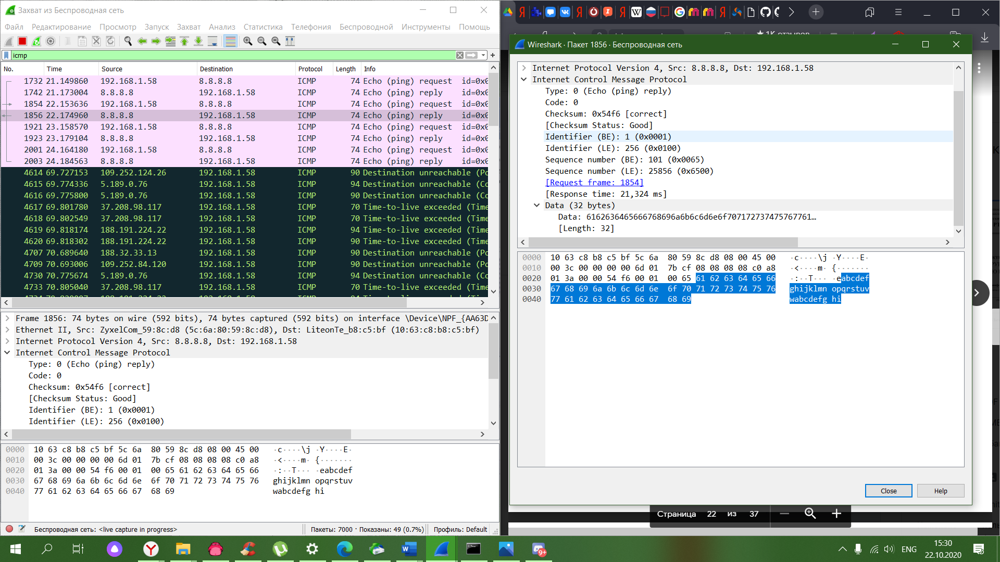 Захват из Беспроводная сеть
Файл Редактирование Просмотр Запуск Захват Анализ Статистика Телефония Беспроводной Инструменты Помощь
icmp
No. Time Source Destination Protocol Length Info
1732 21.149860 192.168.1.58 8.8.8.8 ICMP 74 Echo (ping) request id=0x0
1742 21.173004 8.8.8.8 192.168.1.58 ICMP 74 Echo (ping) reply id=0x0
1854 22.153636 192.168.1.58 8.8.8.8 ICMP 74 Echo (ping) request id=0x0
1856 22.174960 8.8.8.8 192.168.1.58 ICMP 74 Echo (ping) reply id=0x0
1921 23.158570 192.168.1.58 8.8.8.8 ICMP 74 Echo (ping) request id=0x0
1923 23.179104 8.8.8.8 192.168.1.58 ICMP 74 Echo (ping) reply id=0x0
2001 24.164180 192.168.1.58 8.8.8.8 ICMP 74 Echo (ping) request id=0x0
2003 24.184563 8.8.8.8 192.168.1.58 ICMP 74 Echo (ping) reply id=0x0
4614 69.727153 109.252.124.26 192.168.1.58 ICMP 90 Destination unreachable (Po
4615 69.774336 5.189.0.76 192.168.1.58 ICMP 94 Destination unreachable (Co
4616 69.775800 5.189.0.76 192.168.1.58 ICMP 90 Destination unreachable (Co
4617 69.801780 37.208.98.117 192.168.1.58 ICMP 70 Time-to-live exceeded (Time
4618 69.802549 37.208.98.117 192.168.1.58 ICMP 70 Time-to-live exceeded (Time
4619 69.818174 188.191.224.22 192.168.1.58 ICMP 94 Time-to-live exceeded (Time
4620 69.818302 188.191.224.22 192.168.1.58 ICMP 90 Time-to-live exceeded (Time
4707 70.689640 188.32.33.13 192.168.1.58 ICMP 90 Destination unreachable (Po
4709 70.693006 109.252.84.120 192.168.1.58 ICMP 90 Destination unreachable (Po
4730 70.775674 5.189.0.76 192.168.1.58 ICMP 94 Destination unreachable (Co
4733 70.805040 37.208.98.117 192.168.1.58 ICMP 70 Time-to-live exceeded (Time
Frame 1856: 74 bytes on wire (592 bits), 74 bytes captured (592 bits) on interface \Device\NPF_{AA63D
Ethernet II, Src: ZyxelCom_59:8c:d8 (5c:6a:80:59:8c:d8), Dst: LiteonTe_b8:c5:bf (10:63:c8:b8:c5:bf)
Internet Protocol Version 4, Src: 8.8.8.8, Dst: 192.168.1.58
Internet Control Message Protocol
Type: 0 (Echo (ping) reply)
Code: 0
Checksum: 0x54f6 [correct]
[Checksum Status: Good]
Identifier (BE): 1 (0x0001)
Identifier (LE): 256 (0x0100)
0000 10 63 c8 b8 c5 bf 5c 6a 80 59 8c d8 08 00 45 00 ·c····\j ·Y····E·
0010 00 3c 00 00 00 00 6d 01 7b cf 08 08 08 08 c0 a8 ·<····m· {·······
0020 01 3a 00 00 54 f6 00 01 00 65 61 62 63 64 65 66 ·:··T··· ·eabcdef
0030 67 68 69 6a 6b 6c 6d 6e 6f 70 71 72 73 74 75 76 ghijklmn opqrstuv
0040 77 61 62 63 64 65 66 67 68 69 wabcdefg hi
Беспроводная сеть: <live capture in progress>
Пакеты: 7000 · Показаны: 49 (0.7%)
Профиль: Default
Wireshark · Пакет 1856 · Беспроводная сеть
Internet Protocol Version 4, Src: 8.8.8.8, Dst: 192.168.1.58
Internet Control Message Protocol
Type: 0 (Echo (ping) reply)
Code: 0
Checksum: 0x54f6 [correct]
[Checksum Status: Good]
Identifier (BE): 1 (0x0001)
Identifier (LE): 256 (0x0100)
Sequence number (BE): 101 (0x0065)
Sequence number (LE): 25856 (0x6500)
[Request frame: 1854]
[Response time: 21,324 ms]
Data (32 bytes)
Data: 6162636465666768696a6b6c6d6e6f7071727374757677​61…
[Length: 32]
0000 10 63 c8 b8 c5 bf 5c 6a 80 59 8c d8 08 00 45 00 ·c····\j ·Y····E·
0010 00 3c 00 00 00 00 6d 01 7b cf 08 08 08 08 c0 a8 ·<····m· {·······
0020 01 3a 00 00 54 f6 00 01 00 65 61 62 63 64 65 66 ·:··T··· ·eabcdef
0030 67 68 69 6a 6b 6c 6d 6e 6f 70 71 72 73 74 75 76 ghijklmn opqrstuv
0040 77 61 62 63 64 65 66 67 68 69 wabcdefg hi
Close Help
Страница 22 из 37
ENG
15:30
22.10.2020
9+